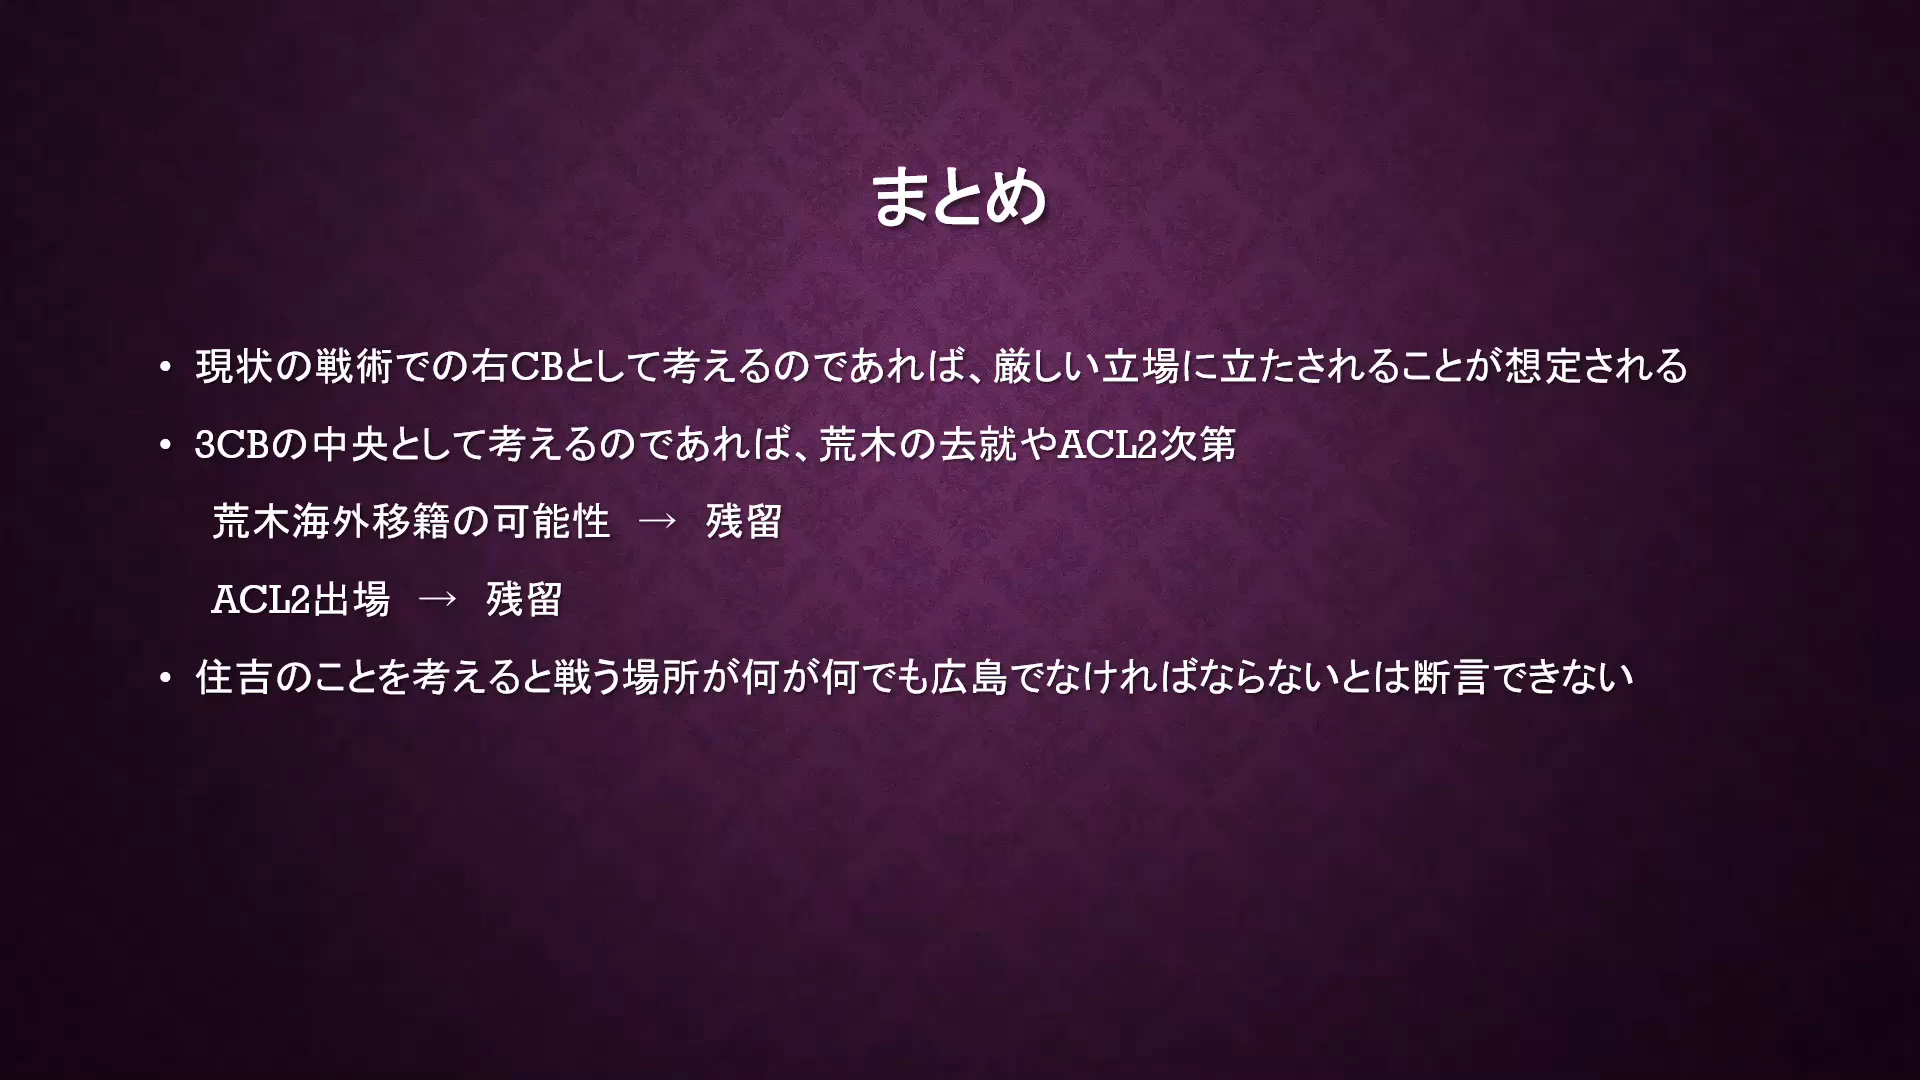 まとめ
• 現状の戦術での右CBとして考えるのであれば、厳しい立場に立たされることが想定される
• 3CBの中央として考えるのであれば、荒木の去就やACL2次第
荒木海外移籍の可能性　→　残留
ACL2出場　→　残留
• 住吉のことを考えると戦う場所が何が何でも広島でなければならないとは断言できない